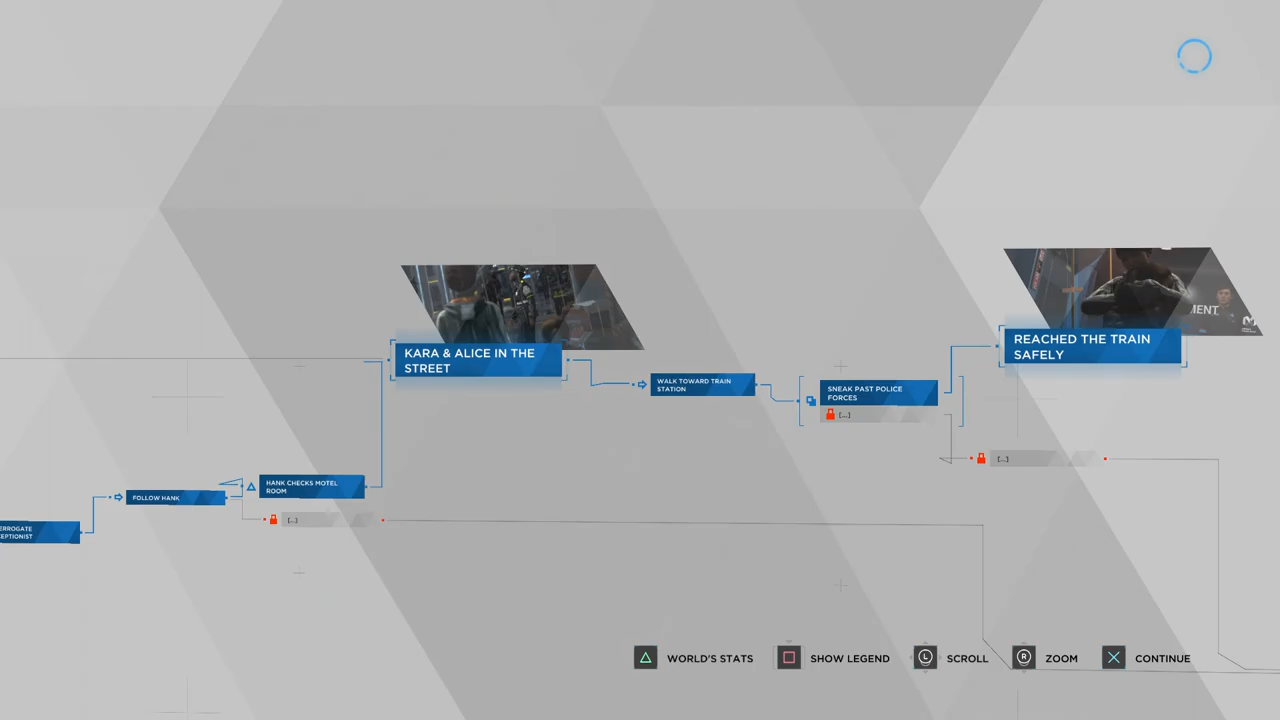 REACHED THE TRAIN
SAFELY
MENT
KARA & ALICE IN THE
STREET
WALK TOWARD TRAIN
STATION
SNEAK PAST POLICE
FORCES
[...]
[...]
HANK CHECKS MOTEL
ROOM
FOLLOW HANK
[...]
ERROGATE
EPTIONIST
WORLD'S STATS
SHOW LEGEND
L
SCROLL
R
ZOOM
CONTINUE